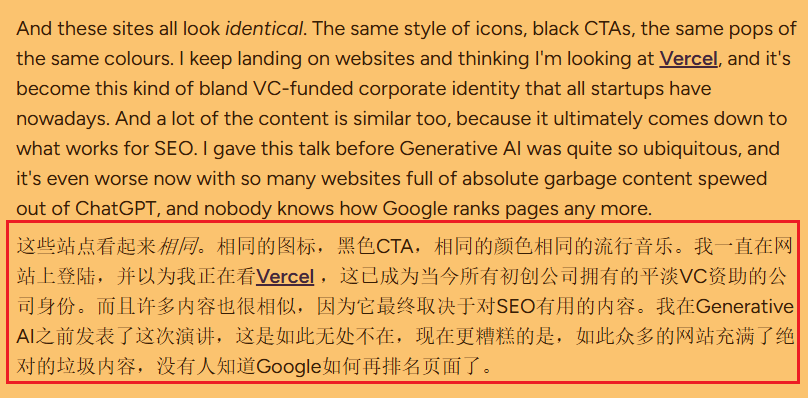 And these sites all look identical. The same style of icons, black CTAs, the same pops of
the same colours. I keep landing on websites and thinking I'm looking at Vercel, and it's
become this kind of bland VC-funded corporate identity that all startups have
nowadays. And a lot of the content is similar too, because it ultimately comes down to
what works for SEO. I gave this talk before Generative AI was quite so ubiquitous, and
it's even worse now with so many websites full of absolute garbage content spewed
out of ChatGPT, and nobody knows how Google ranks pages any more.
这些站点看起来相同。相同的图标，黑色CTA，相同的颜色相同的流行音乐。我一直在网
站上登陆，并以为我正在看Vercel ，这已成为当今所有初创公司拥有的平淡VC资助的公
司身份。而且许多内容也很相似，因为它最终取决于对SEO有用的内容。我在Generative
AI之前发表了这次演讲，这是如此无处不在，现在更糟糕的是，如此众多的网站充满了绝
对的垃圾内容，没有人知道Google如何再排名页面了。